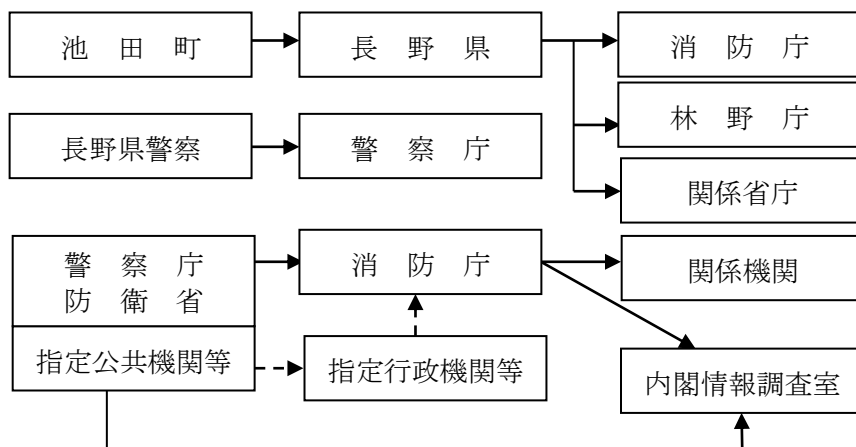 池 田 町
長 野 県
消 防 庁
林 野 庁
長野県警察
警 察 庁
関係省庁
警 察 庁
防 衛 省
消 防 庁
関係機関
指定公共機関等
指定行政機関等
内閣情報調査室